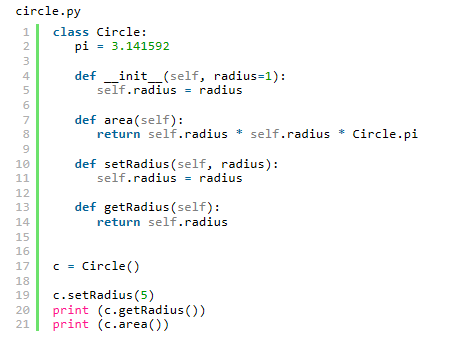 circle.py
1 class Circle:
2    pi = 3.141592
3
4    def __init__(self, radius=1):
5       self.radius = radius
6
7    def area(self):
8       return self.radius * self.radius * Circle.pi
9
10    def setRadius(self, radius):
11       self.radius = radius
12
13    def getRadius(self):
14       return self.radius
15
16
17 c = Circle()
18
19 c.setRadius(5)
20 print (c.getRadius())
21 print (c.area())